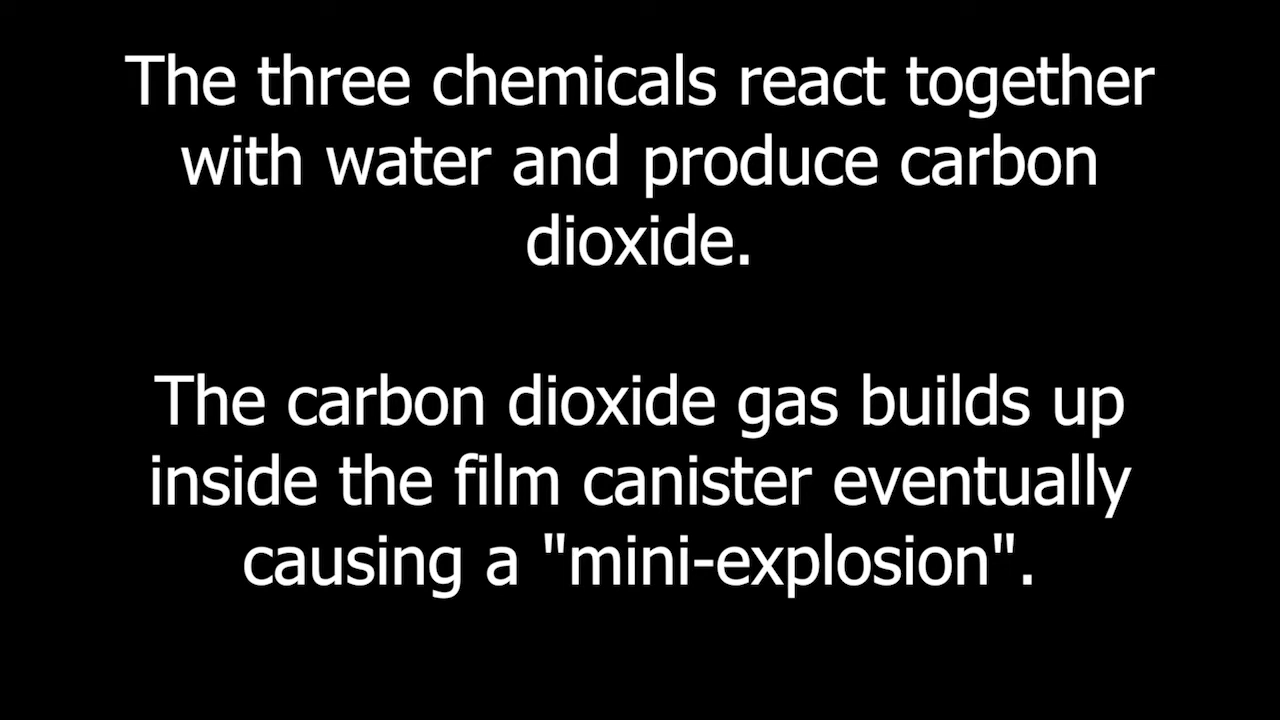 The three chemicals react together
with water and produce carbon
dioxide.
The carbon dioxide gas builds up
inside the film canister eventually
causing a "mini-explosion".